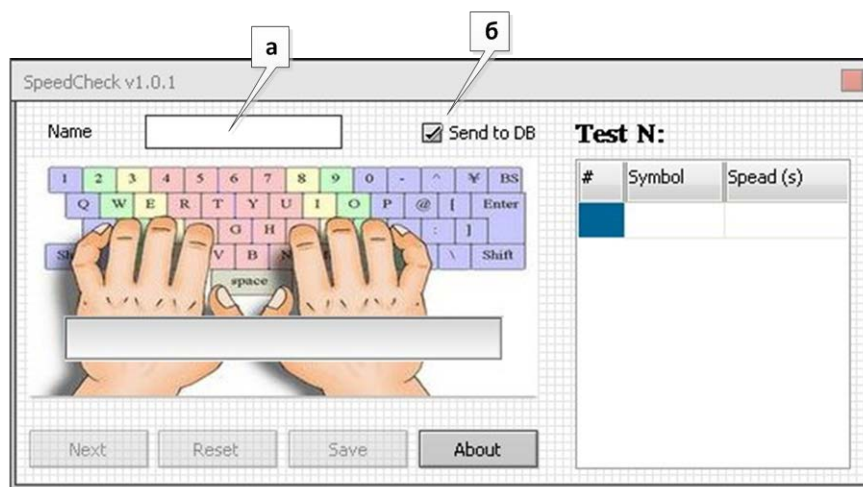 а
б
SpeedCheck v1.0.1
Name
Send to DB
Test N:
# Symbol Spead (s)
1 2 3 4 5 6 7 8 9 0 - ^ ¥ BS
Q W E R T Y U I O P @ [ Enter
G H : ]
Sh V B N \ Shift
space
Next Reset Save About